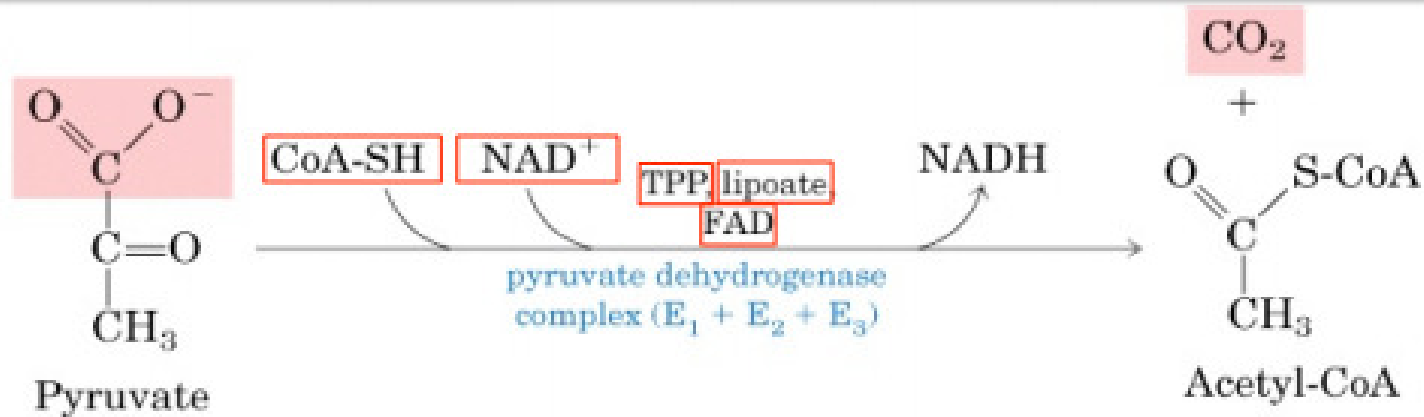 O O⁻
C
C=O
CH₃
Pyruvate
CoA-SH NAD⁺ TPP, lipoate,
FAD
NADH
pyruvate dehydrogenase
complex (E₁ + E₂ + E₃)
CO₂
+
O S-CoA
C
CH₃
Acetyl-CoA